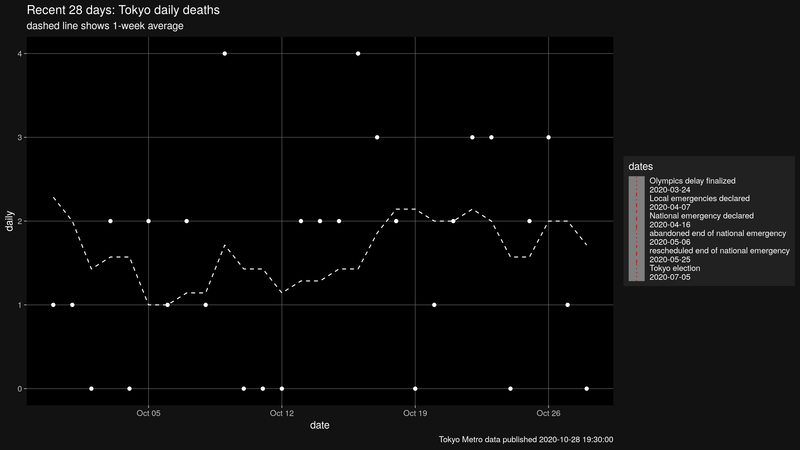 Recent 28 days: Tokyo daily deaths
dashed line shows 1-week average
daily
4
3
2
1
0
Oct 05
Oct 12
Oct 19
Oct 26
date
dates
Olympics delay finalized
2020-03-24
Local emergencies declared
2020-04-07
National emergency declared
2020-04-16
abandoned end of national emergency
2020-05-06
rescheduled end of national emergency
2020-05-25
Tokyo election
2020-07-05
Tokyo Metro data published 2020-10-28 19:30:00